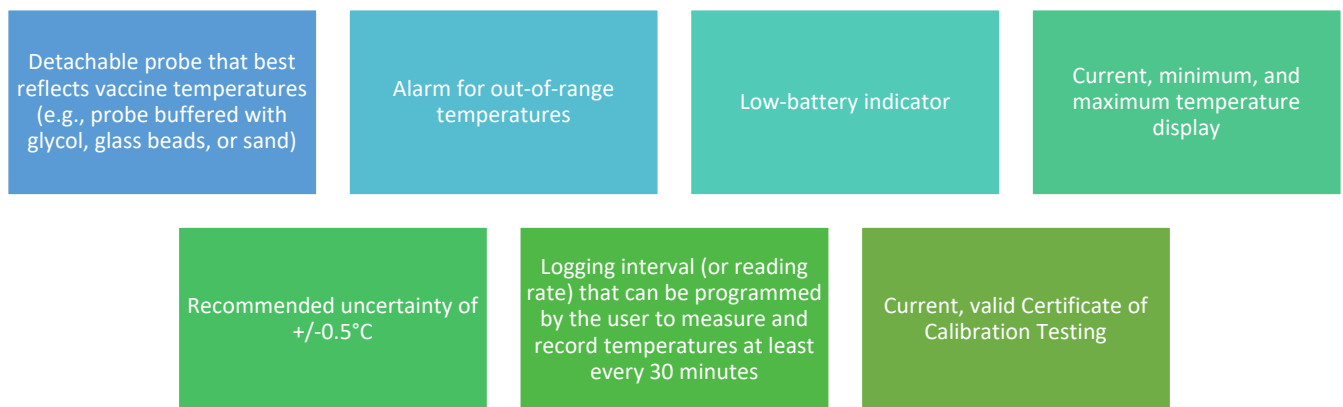 Detachable probe that best
reflects vaccine temperatures
(e.g., probe buffered with
glycol, glass beads, or sand)
Alarm for out-of-range
temperatures
Low-battery indicator
Current, minimum, and
maximum temperature
display
Recommended uncertainty of
+/-0.5°C
Logging interval (or reading
rate) that can be programmed
by the user to measure and
record temperatures at least
every 30 minutes
Current, valid Certificate of
Calibration Testing